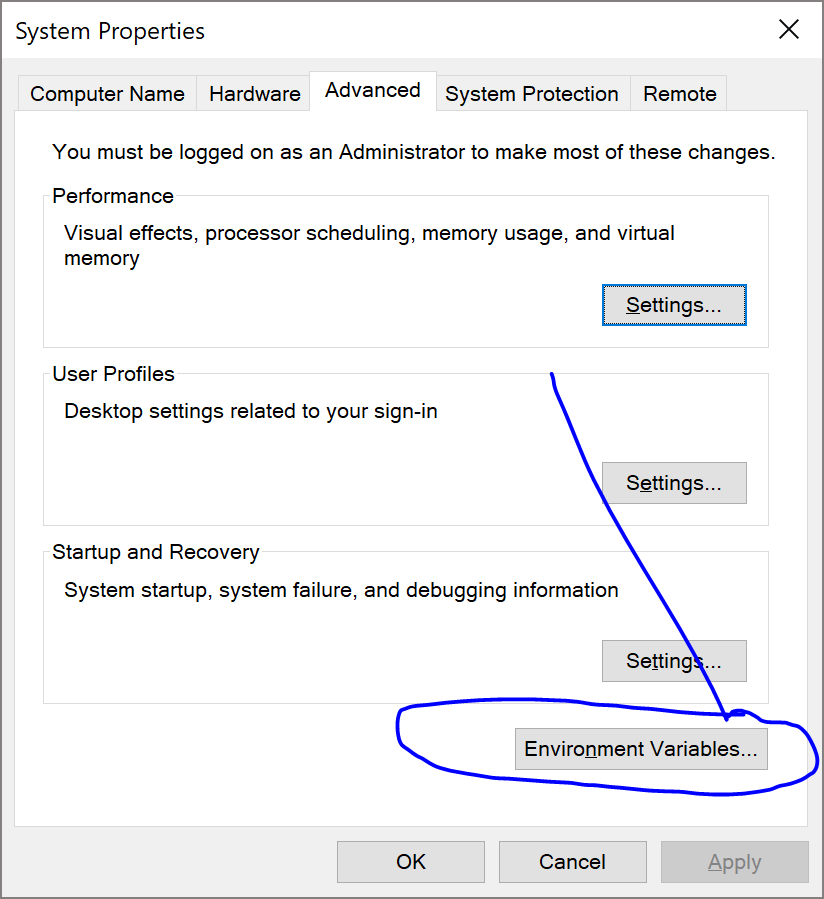 System Properties
Computer Name
Hardware
Advanced
System Protection
Remote
You must be logged on as an Administrator to make most of these changes.
Performance
Visual effects, processor scheduling, memory usage, and virtual
memory
Settings...
User Profiles
Desktop settings related to your sign-in
Settings...
Startup and Recovery
System startup, system failure, and debugging information
Settings...
Environment Variables...
OK
Cancel
Apply